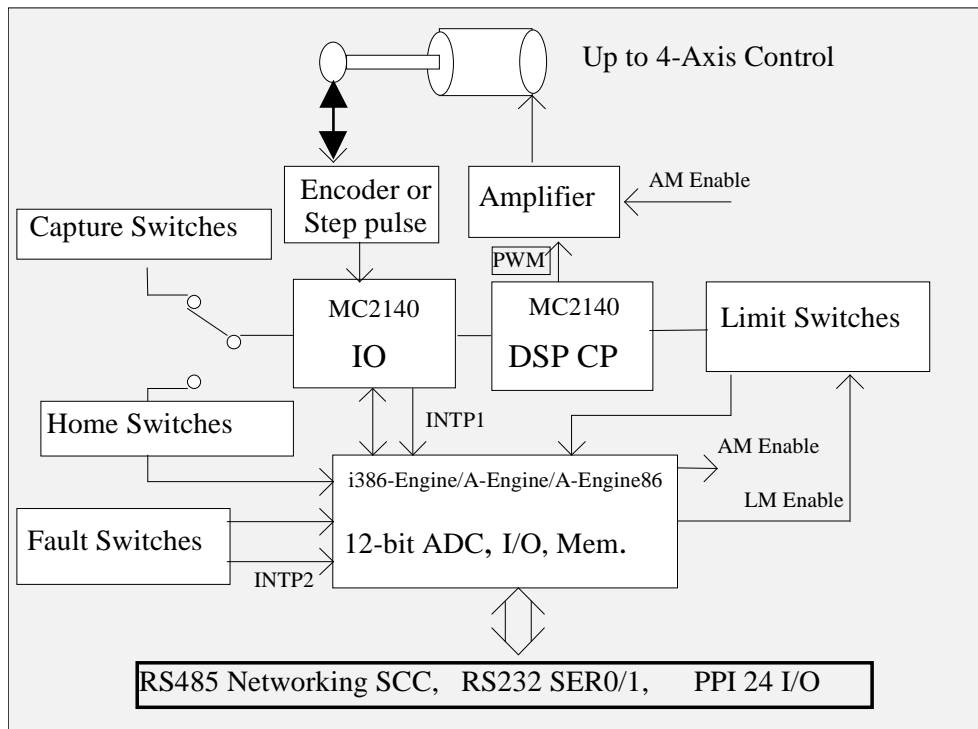 Up to 4-Axis Control
Encoder or
Step pulse
Amplifier
AM Enable
Capture Switches
PWM
MC2140
IO
MC2140
DSP CP
Limit Switches
Home Switches
INTP1
AM Enable
LM Enable
i386-Engine/A-Engine/A-Engine86
12-bit ADC, I/O, Mem.
Fault Switches
INTP2
RS485 Networking SCC, RS232 SER0/1, PPI 24 I/O